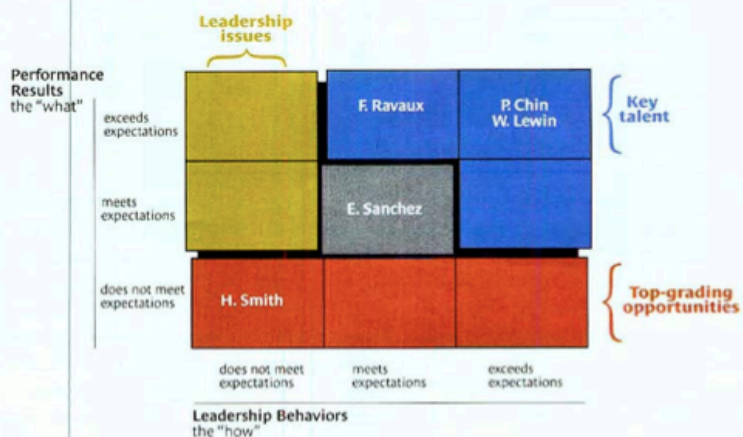 Leadership
issues
Performance
Results
the "what"
exceeds
expectations
F. Ravaux
P. Chin
W. Lewin
Key
talent
meets
expectations
E. Sanchez
does not meet
expectations
H. Smith
Top-grading
opportunities
does not meet
expectations
meets
expectations
exceeds
expectations
Leadership Behaviors
the "how"